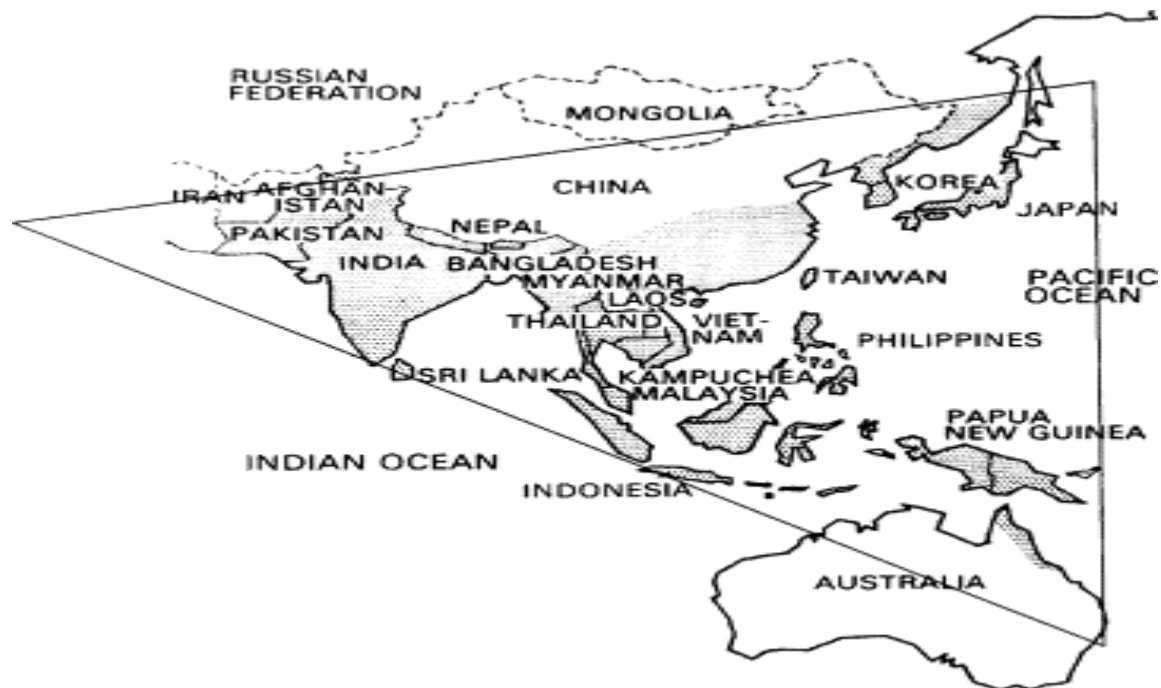 RUSSIAN
FEDERATION
MONGOLIA
IRAN
AFGHAN-
ISTAN
CHINA
KOREA
JAPAN
PAKISTAN
NEPAL
INDIA
BANGLADESH
MYANMAR
LAOS
TAIWAN
PACIFIC
OCEAN
THAILAND
VIET-
NAM
PHILIPPINES
SRI LANKA
KAMPUCHEA
MALAYSIA
PAPUA
NEW GUINEA
INDIAN OCEAN
INDONESIA
AUSTRALIA